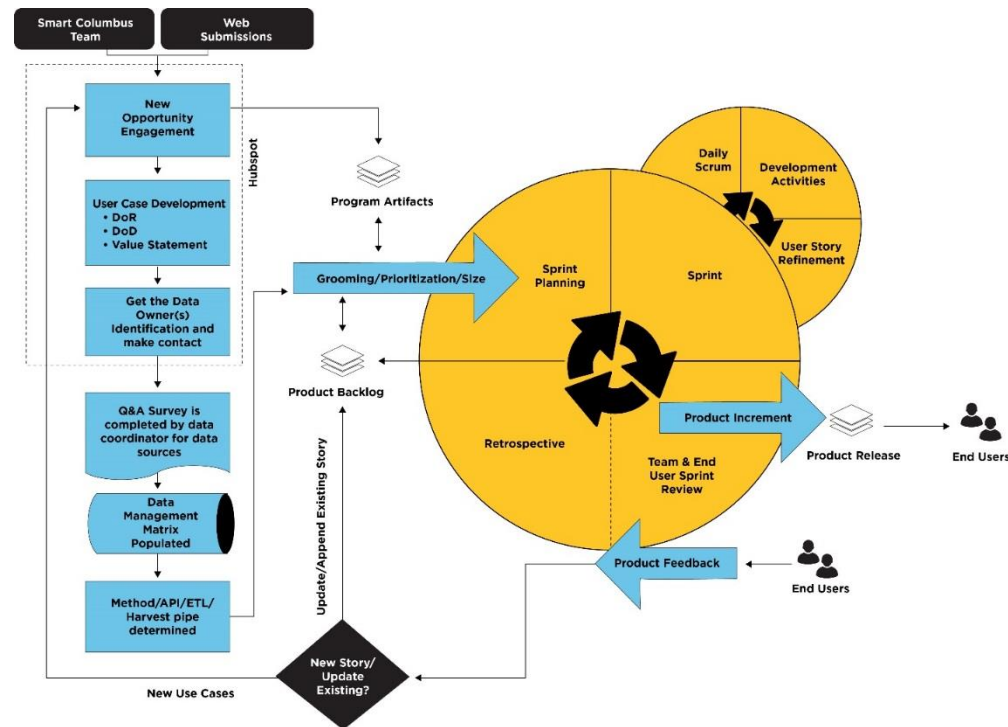 Smart Columbus
Team
Web
Submissions
New
Opportunity
Engagement
Hubspot
User Case Development
• DoR
• DoD
• Value Statement
Get the Data
Owner(s)
Identification and
make contact
Q&A Survey is
completed by data
coordinator for data
sources
Data
Management
Matrix
Populated
Method/API/ETL/
Harvest pipe
determined
Program Artifacts
Grooming/Prioritization/Size
Product Backlog
Update/Append Existing Story
New Story/
Update
Existing?
New Use Cases
Sprint
Planning
Sprint
Retrospective
Team & End
User Sprint
Review
Daily
Scrum
Development
Activities
User Story
Refinement
Product Increment
Product Release
End Users
Product Feedback
End Users